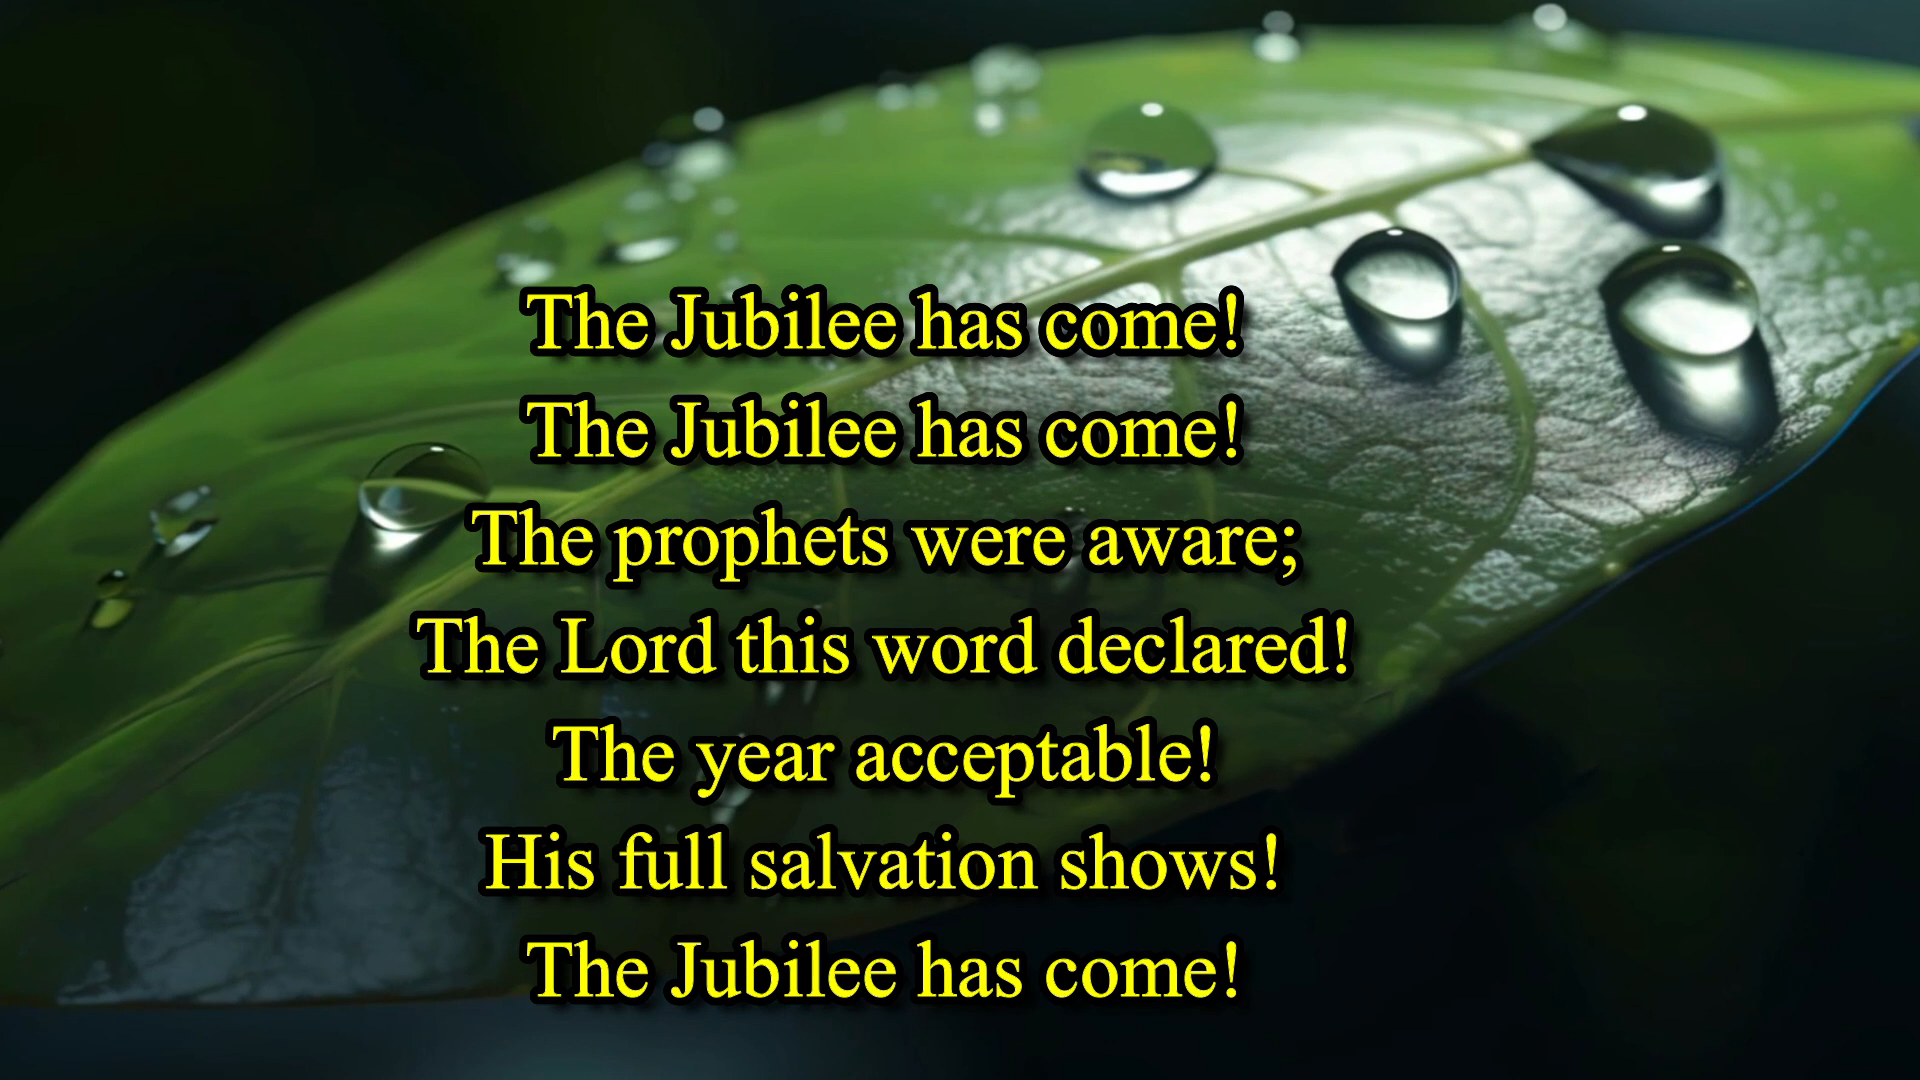 The Jubilee has come!
The Jubilee has come!
The prophets were aware;
The Lord this word declared!
The year acceptable!
His full salvation shows!
The Jubilee has come!